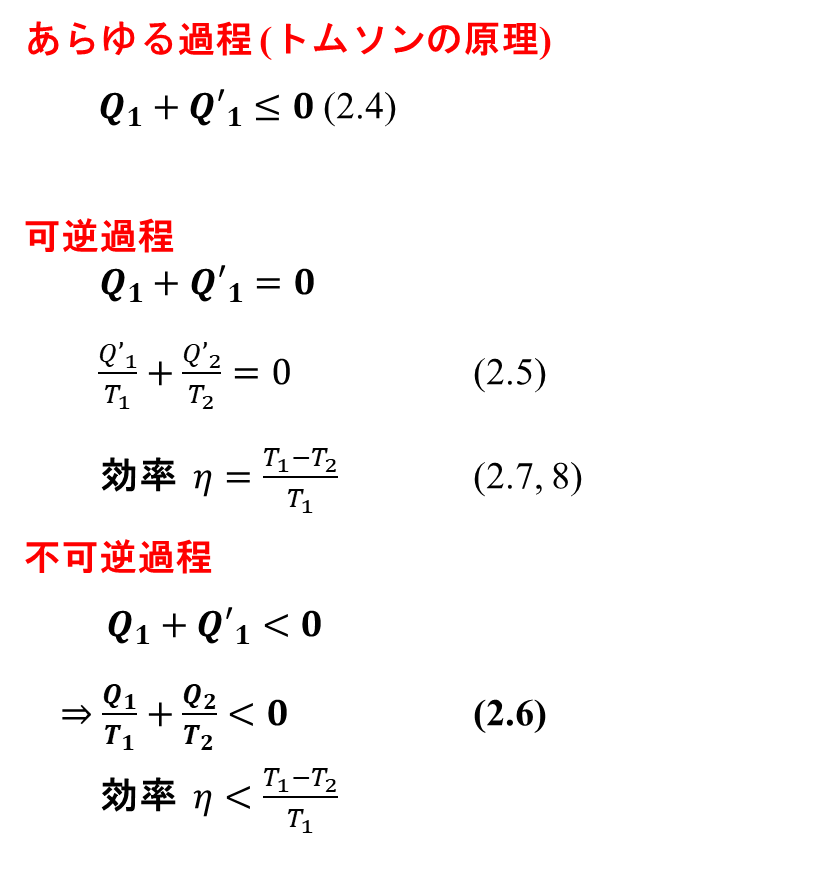 あらゆる過程(トムソンの原理)
Q₁ + Q′₁ ≤ 0 (2.4)
可逆過程
Q₁ + Q′₁ = 0
Q’₁/T₁ + Q’₂/T₂ = 0 (2.5)
効率 η = (T₁−T₂)/T₁ (2.7, 8)
不可逆過程
Q₁ + Q′₁ < 0
⇒ Q₁/T₁ + Q₂/T₂ < 0 (2.6)
効率 η < (T₁−T₂)/T₁